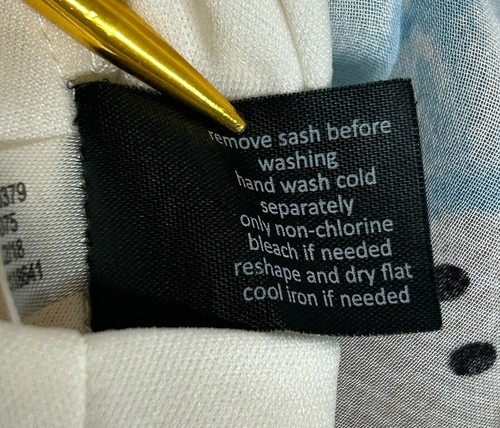 remove sash before
washing
hand wash cold
separately
only non-chlorine
bleach if needed
reshape and dry flat
cool iron if needed